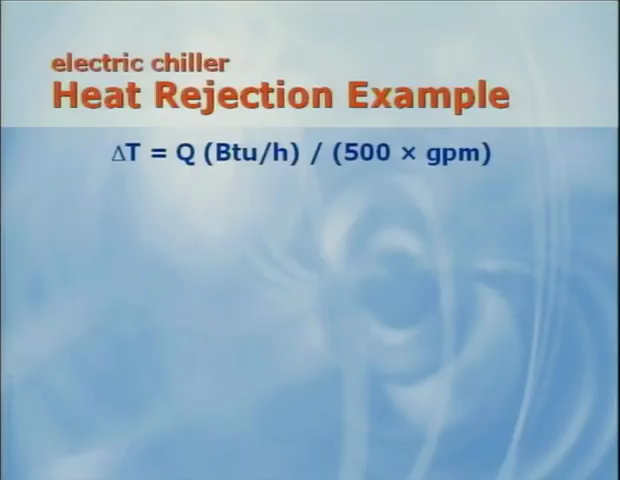 electric chiller
Heat Rejection Example
ΔT = Q (Btu/h) / (500 × gpm)